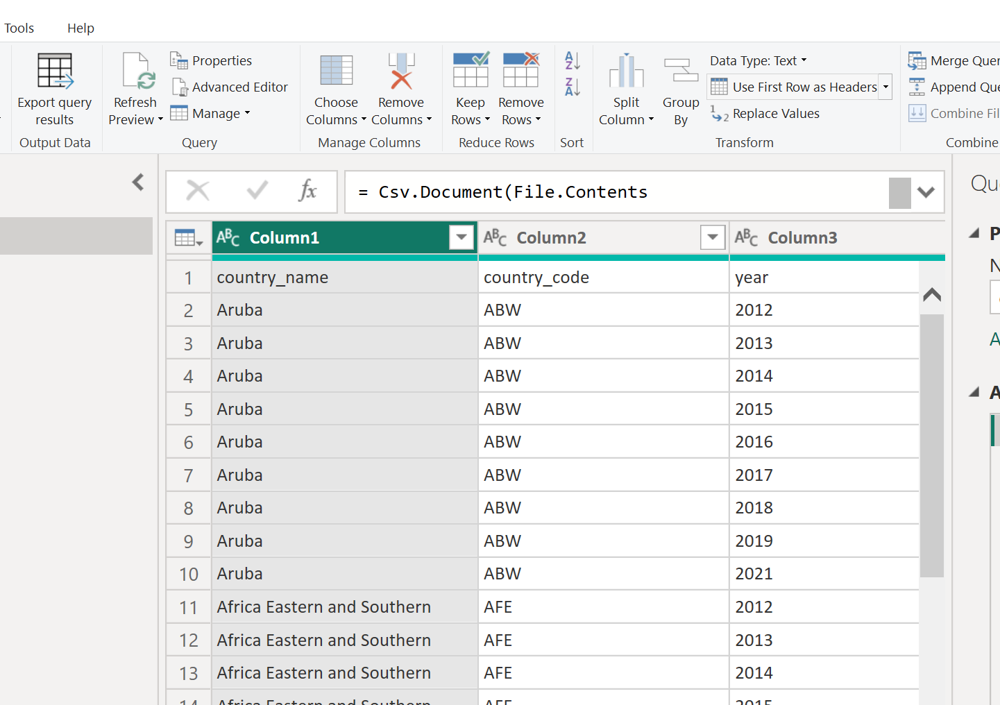 Tools Help
Export query results
Output Data
Refresh Preview
Properties
Advanced Editor
Manage
Query
Choose Columns
Remove Columns
Manage Columns
Keep Rows
Remove Rows
Reduce Rows
A Z
Z A
Sort
Split Column
Group By
Data Type: Text
Use First Row as Headers
1 2 Replace Values
Transform
Merge Quer
Append Que
Combine Fil
Combine
fx = Csv.Document(File.Contents
Qu
ABC Column1 ABC Column2 ABC Column3
1 country_name country_code year
2 Aruba ABW 2012
3 Aruba ABW 2013
4 Aruba ABW 2014
5 Aruba ABW 2015
6 Aruba ABW 2016
7 Aruba ABW 2017
8 Aruba ABW 2018
9 Aruba ABW 2019
10 Aruba ABW 2021
11 Africa Eastern and Southern AFE 2012
12 Africa Eastern and Southern AFE 2013
13 Africa Eastern and Southern AFE 2014
14 Africa Eastern and Southern AFE 2015
P
N
A
A